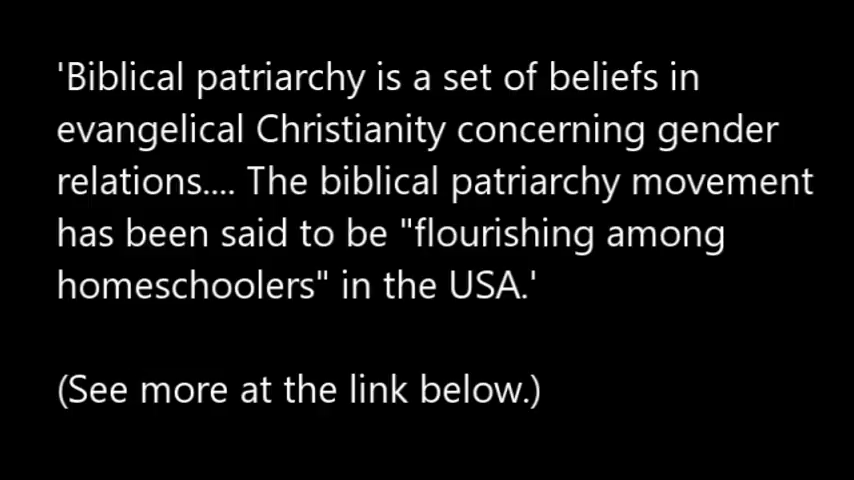 'Biblical patriarchy is a set of beliefs in
evangelical Christianity concerning gender
relations.... The biblical patriarchy movement
has been said to be "flourishing among
homeschoolers" in the USA.'
(See more at the link below.)